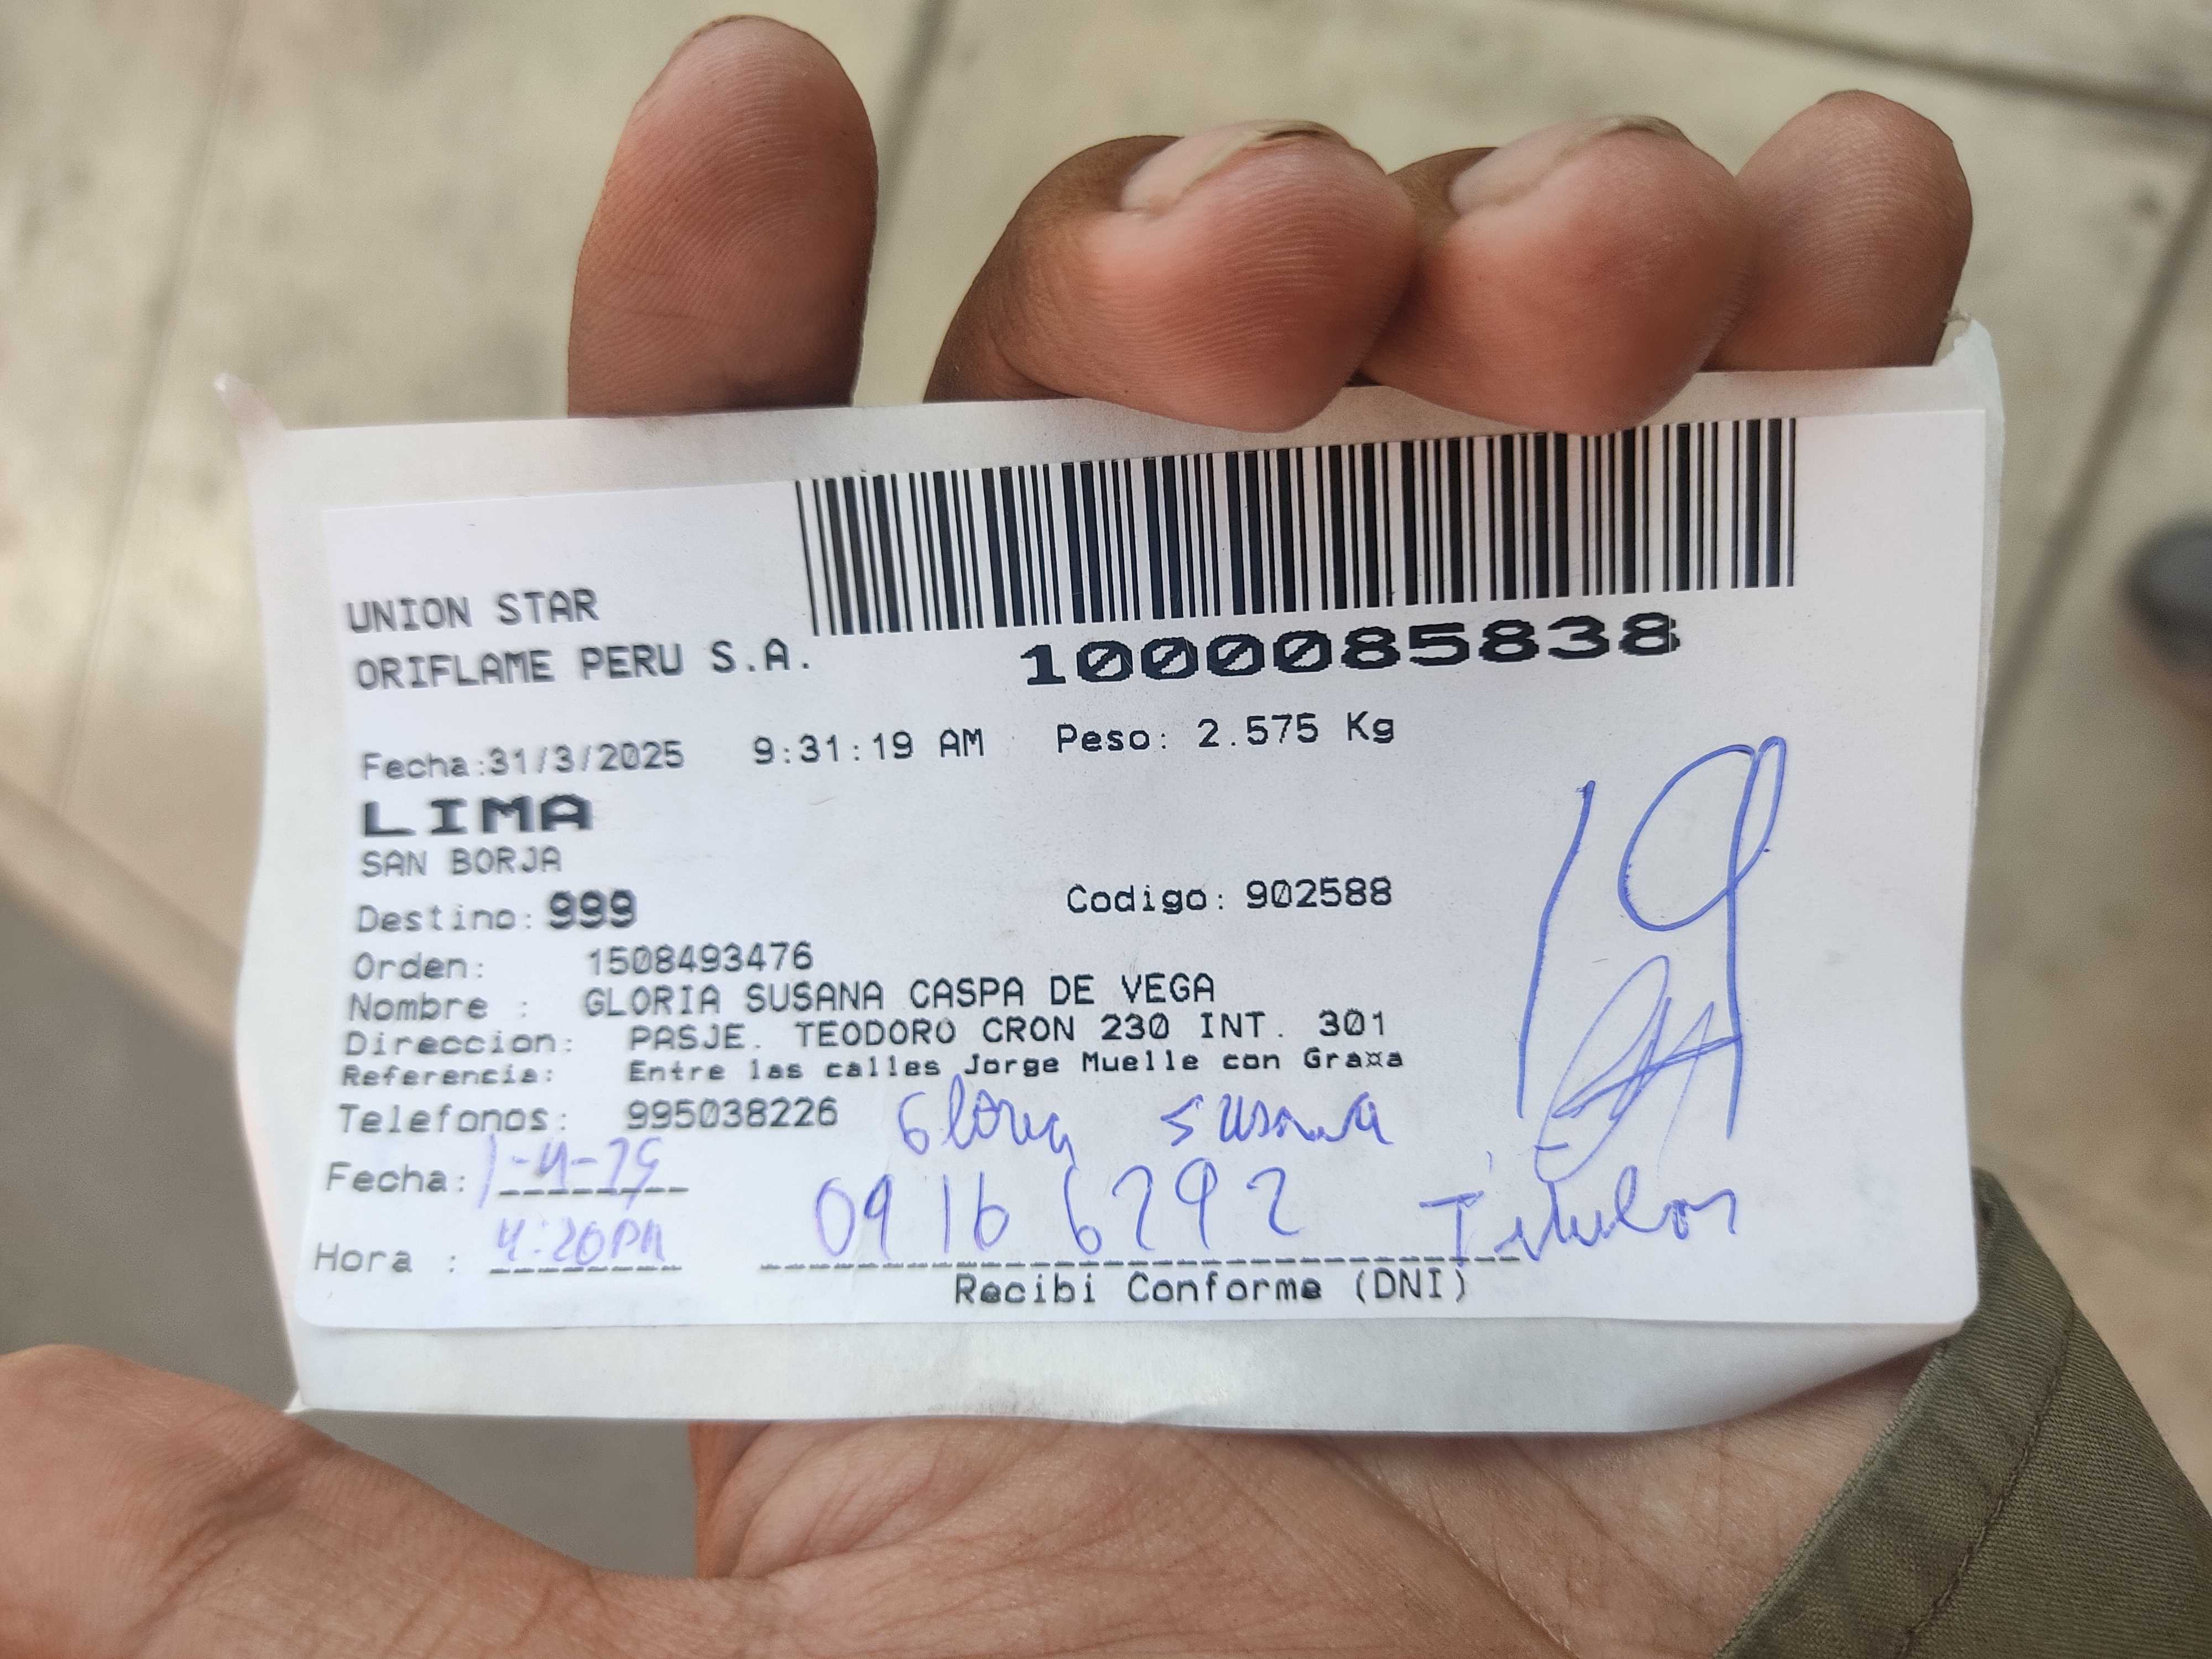 UNION STAR
ORIFLAME PERU S.A.
1000085838
Fecha:31/3/2025 9:31:19 AM Peso: 2.575 Kg
LIMA
SAN BORJA
Destino: 999 Codigo: 902588
Orden: 1508493476
Nombre : GLORIA SUSANA CASPA DE VEGA
Direccion: PASJE. TEODORO CRON 230 INT. 301
Referencia: Entre las calles Jorge Muelle con Gra¤a
Telefonos: 995038226 Gloria Susana
Fecha: 1-4-25
09166292 Titular
Hora : 4:20PM
Recibi Conforme (DNI)
19